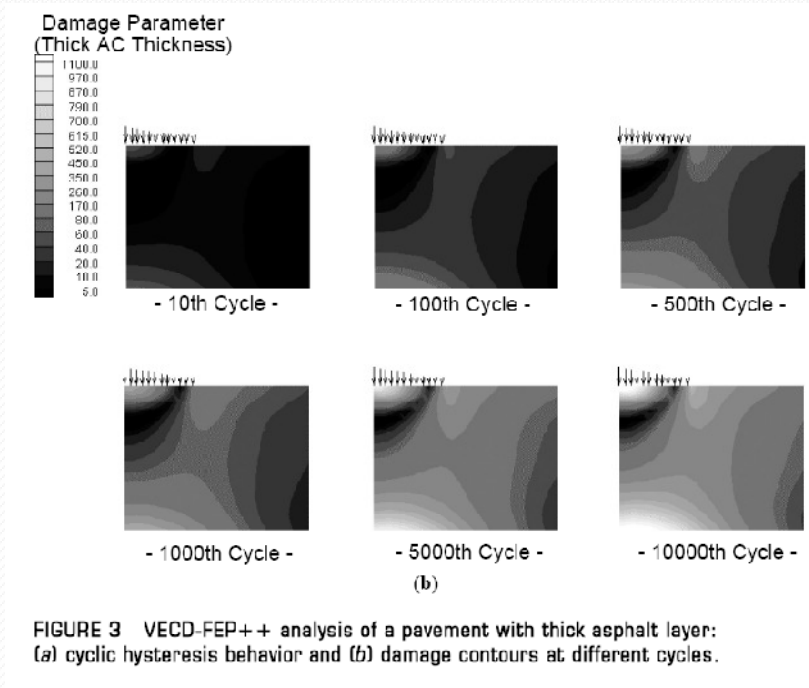 Damage Parameter
(Thick AC Thickness)
1100.0
970.0
870.0
790.0
700.0
615.0
520.0
450.0
350.0
260.0
170.0
80.0
60.0
40.0
20.0
10.0
5.0
- 10th Cycle -
- 100th Cycle -
- 500th Cycle -
- 1000th Cycle -
- 5000th Cycle -
- 10000th Cycle -
(b)
FIGURE 3 VECD-FEP++ analysis of a pavement with thick asphalt layer:
(a) cyclic hysteresis behavior and (b) damage contours at different cycles.